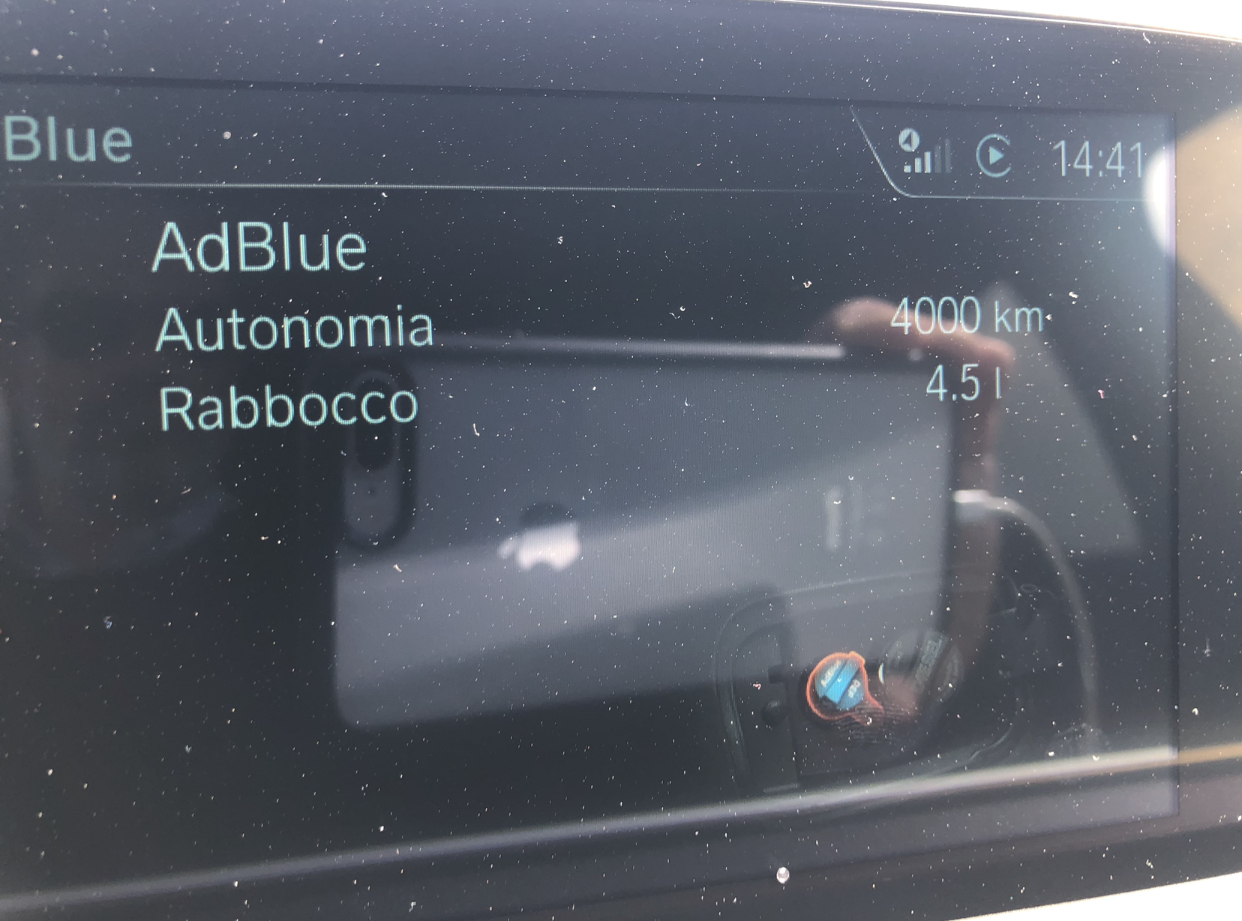 Blue
14:41
AdBlue
Autonomia 4000 km
Rabbocco 4.5 l